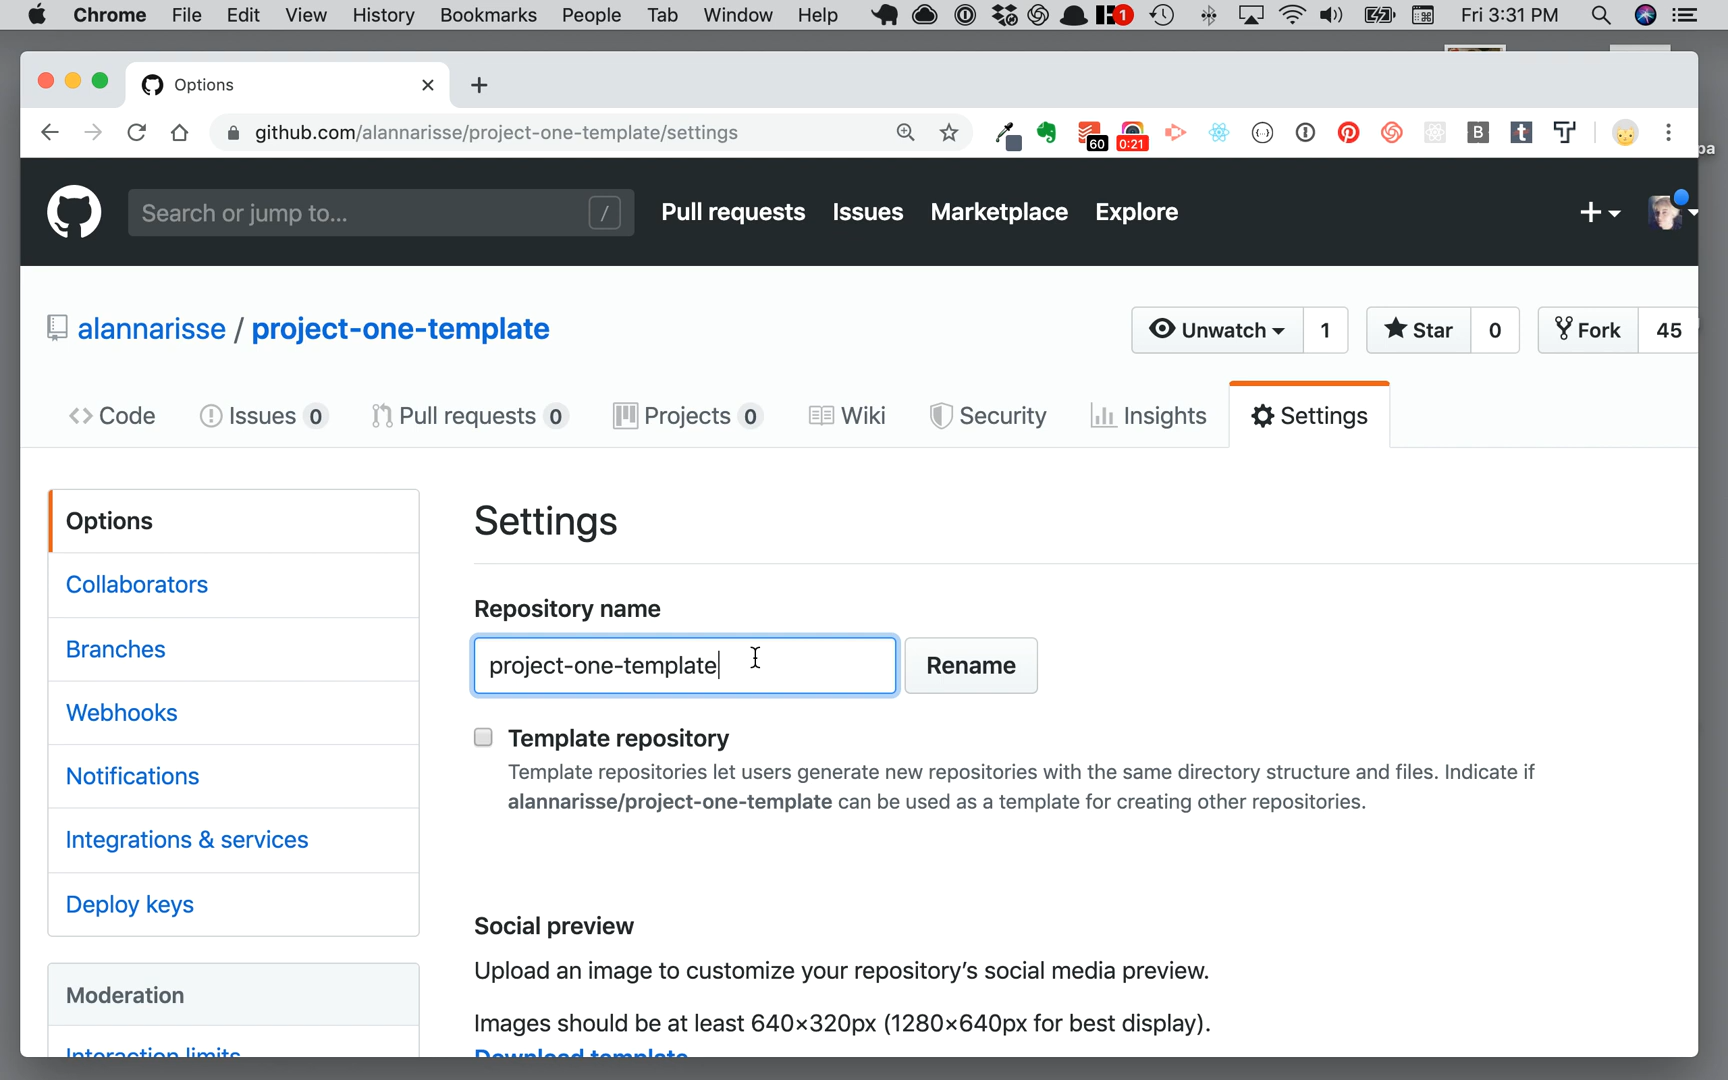 Chrome File Edit View History Bookmarks People Tab Window Help 1 Fri 3:31 PM
Options
github.com/alannarisse/project-one-template/settings 60 0:21 B t
Search or jump to... / Pull requests Issues Marketplace Explore
alannarisse / project-one-template Unwatch 1 Star 0 Fork 45
Code Issues 0 Pull requests 0 Projects 0 Wiki Security Insights Settings
Options
Collaborators
Branches
Webhooks
Notifications
Integrations & services
Deploy keys
Moderation
Interaction limits
Settings
Repository name
project-one-template Rename
Template repository
Template repositories let users generate new repositories with the same directory structure and files. Indicate if
alannarisse/project-one-template can be used as a template for creating other repositories.
Social preview
Upload an image to customize your repository’s social media preview.
Images should be at least 640×320px (1280×640px for best display).
Download template